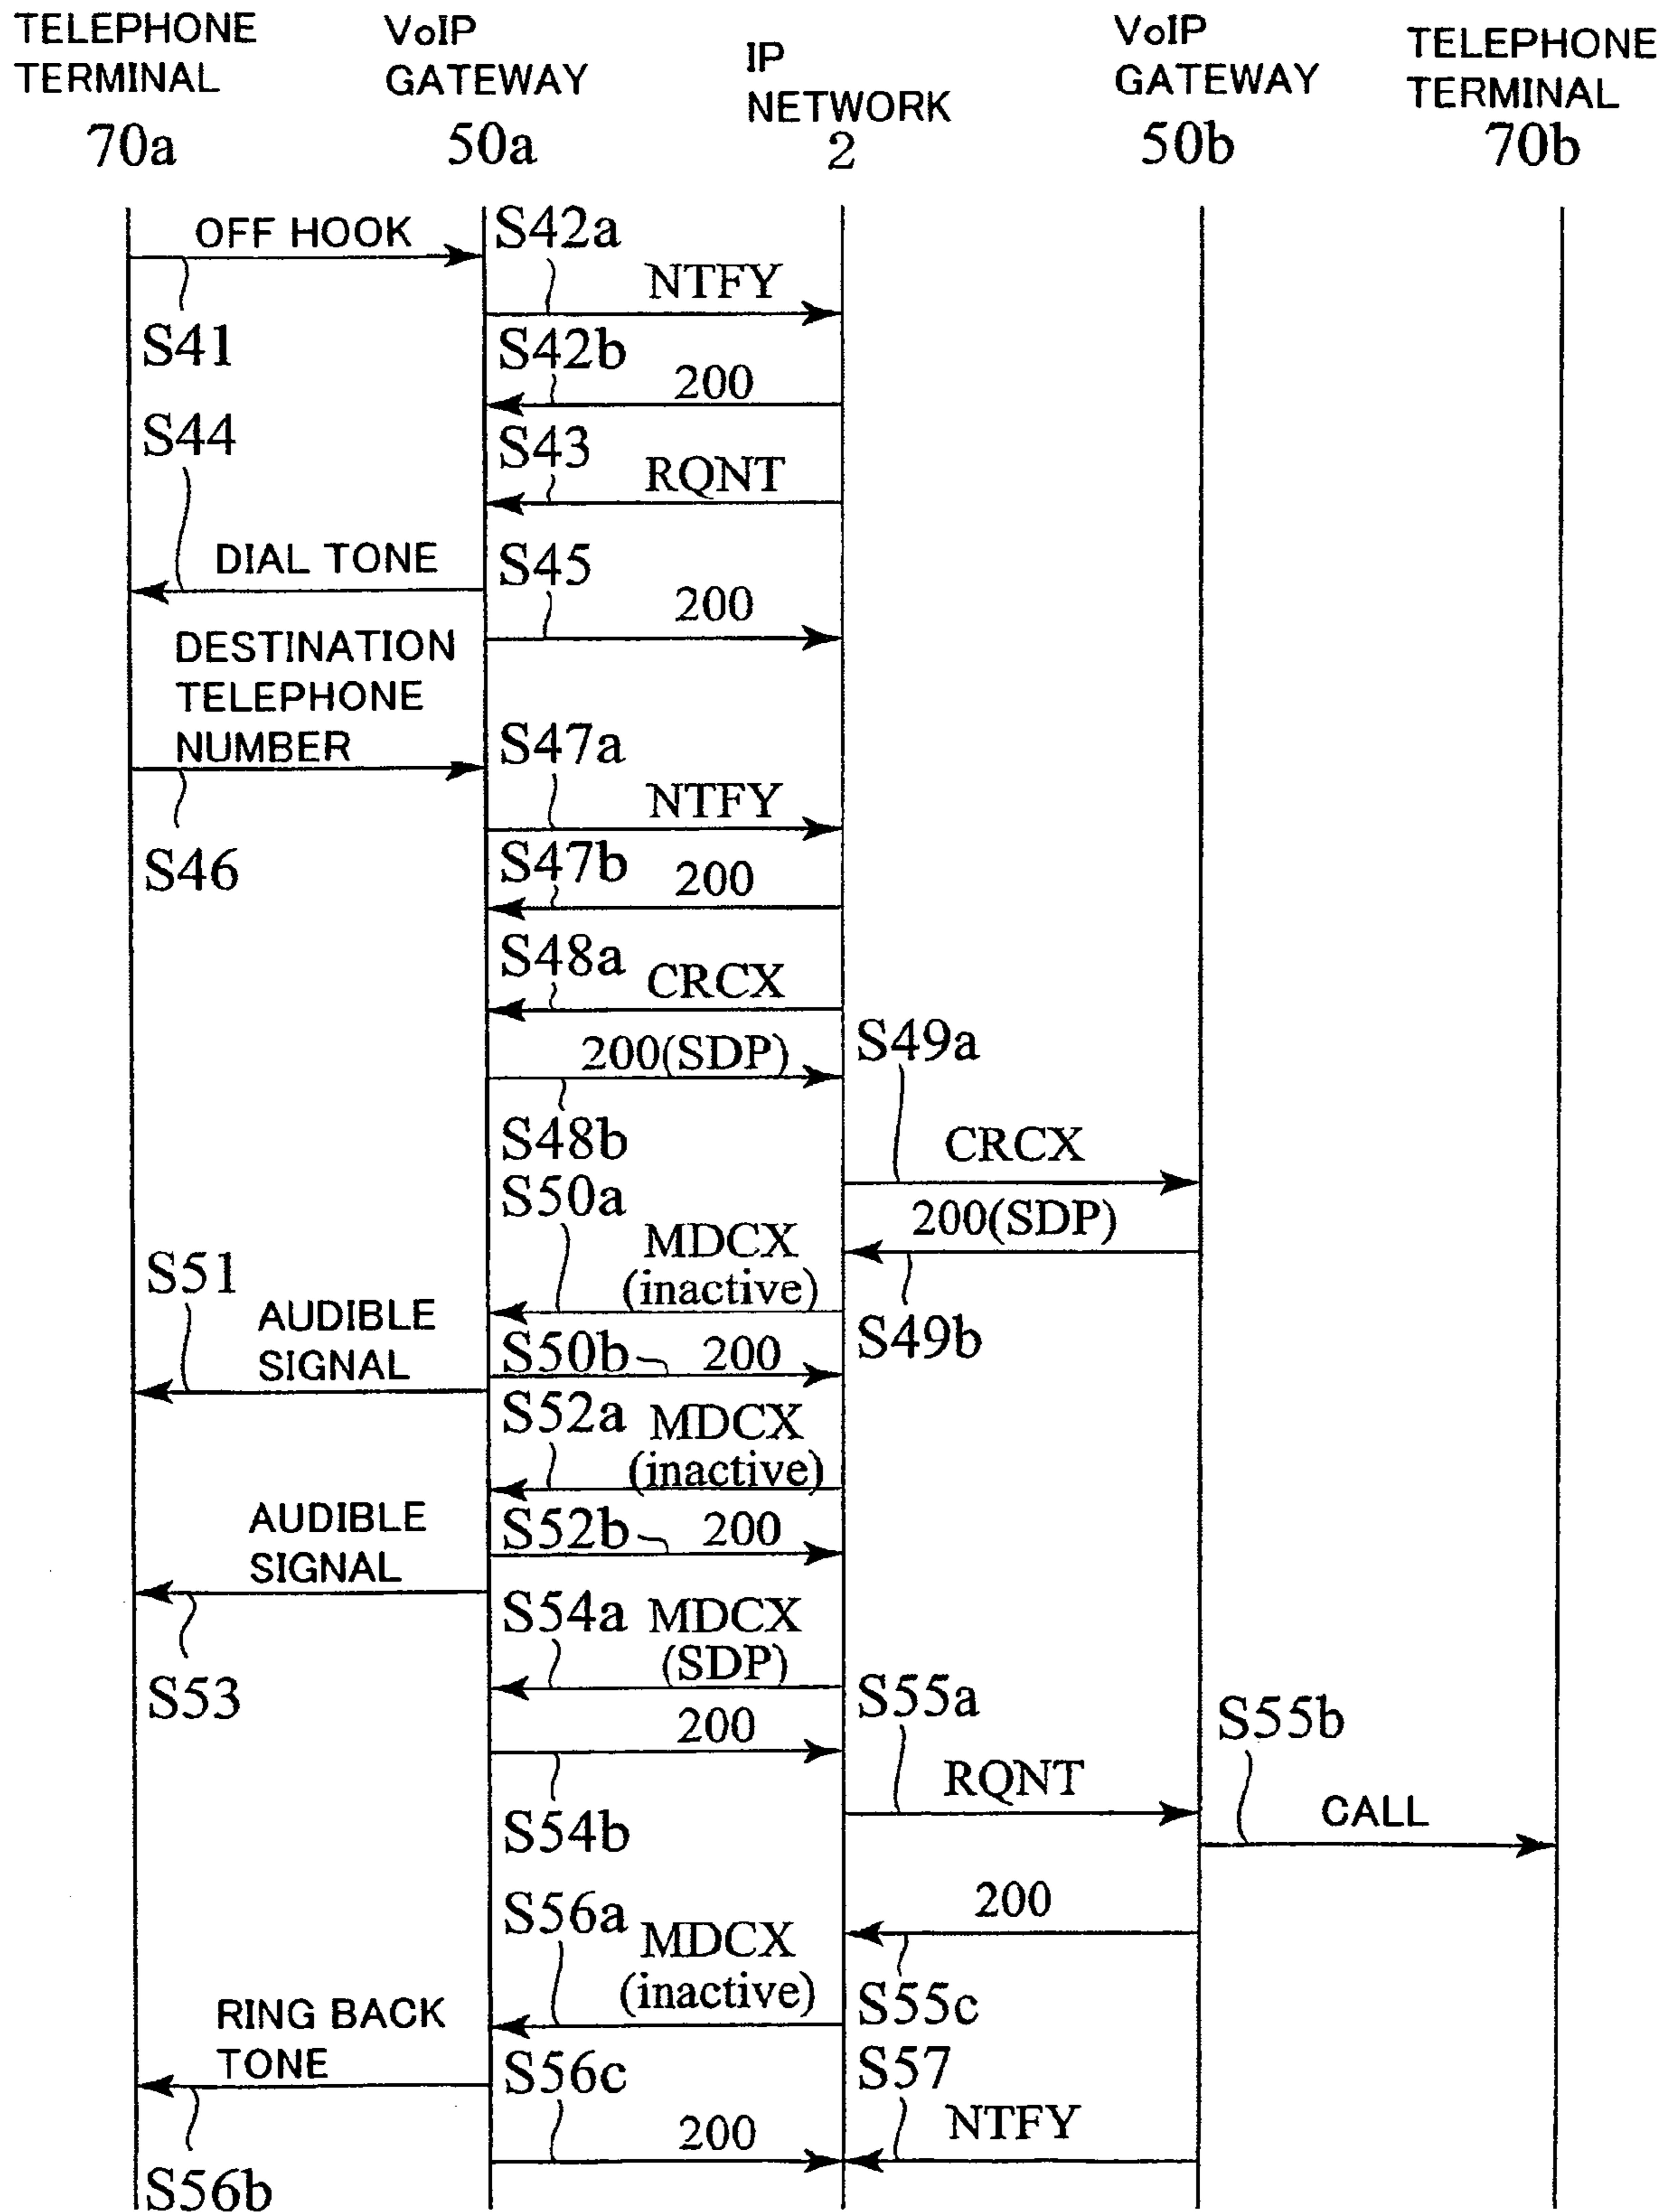 TELEPHONE
TERMINAL
70a
VoIP
GATEWAY
50a
IP
NETWORK
2
VoIP
GATEWAY
50b
TELEPHONE
TERMINAL
70b
OFF HOOK
S41
S42a
NTFY
S42b
200
S44
S43
RQNT
DIAL TONE
S45
200
DESTINATION
TELEPHONE
NUMBER
S46
S47a
NTFY
S47b
200
S48a
CRCX
200(SDP)
S48b
S49a
CRCX
200(SDP)
S49b
S50a
MDCX
(inactive)
S51
AUDIBLE
SIGNAL
S50b
200
S52a
MDCX
(inactive)
AUDIBLE
SIGNAL
S53
S52b
200
S54a
MDCX
(SDP)
200
S54b
S55a
RQNT
S55b
CALL
200
S55c
S56a
MDCX
(inactive)
RING BACK
TONE
S56b
S56c
200
S57
NTFY